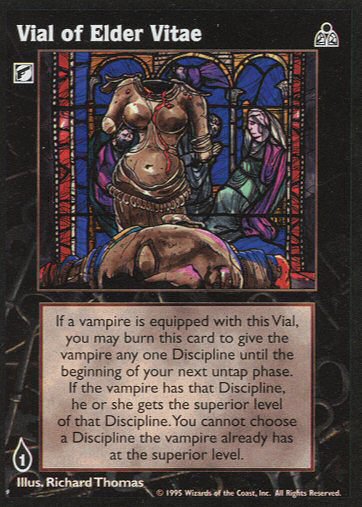 Vial of Elder Vitae
If a vampire is equipped with this Vial,
you may burn this card to give the
vampire any one Discipline until the
beginning of your next untap phase.
If the vampire has that Discipline,
he or she gets the superior level
of that Discipline. You cannot choose
a Discipline the vampire already has
at the superior level.
1
Illus. Richard Thomas
© 1995 Wizards of the Coast, Inc. All Rights Reserved.